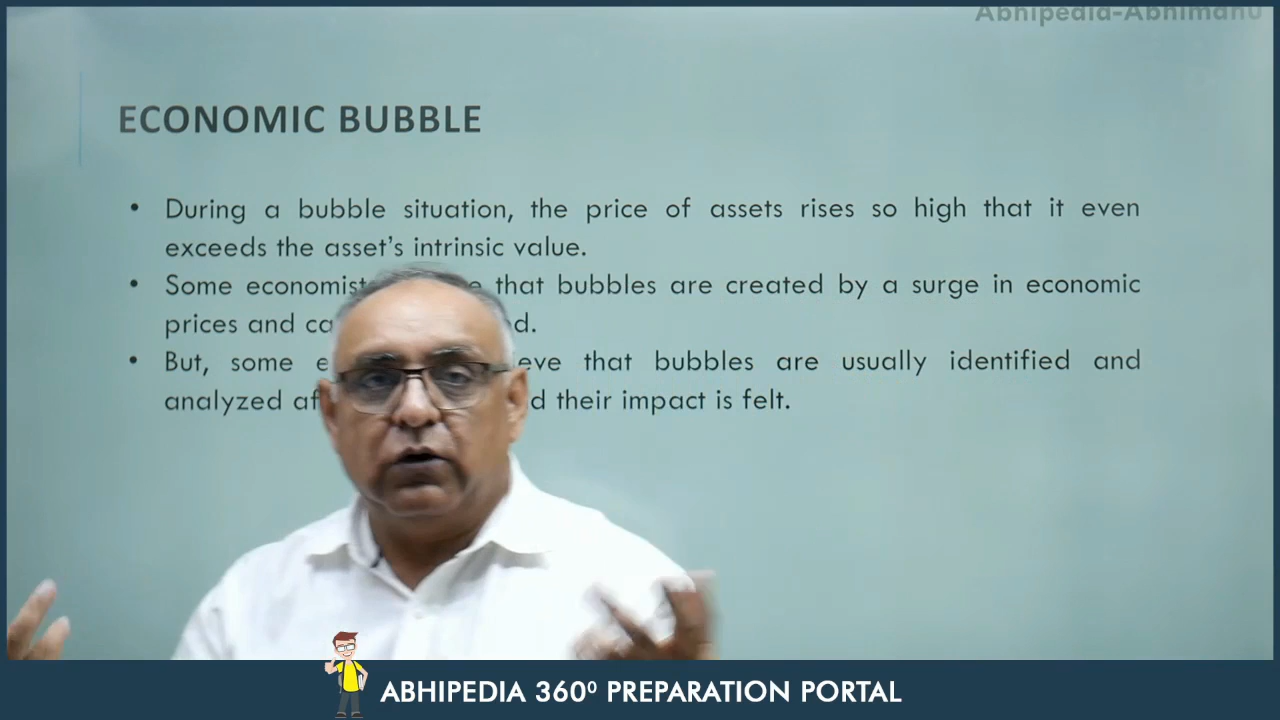 Abhipedia-Abhimanu
ECONOMIC BUBBLE
• During a bubble situation, the price of assets rises so high that it even
exceeds the asset's intrinsic value.
• Some economist that bubbles are created by a surge in economic
prices and
• But, some that bubbles are usually identified and
analyzed their impact is felt.
ABHIPEDIA 360⁰ PREPARATION PORTAL